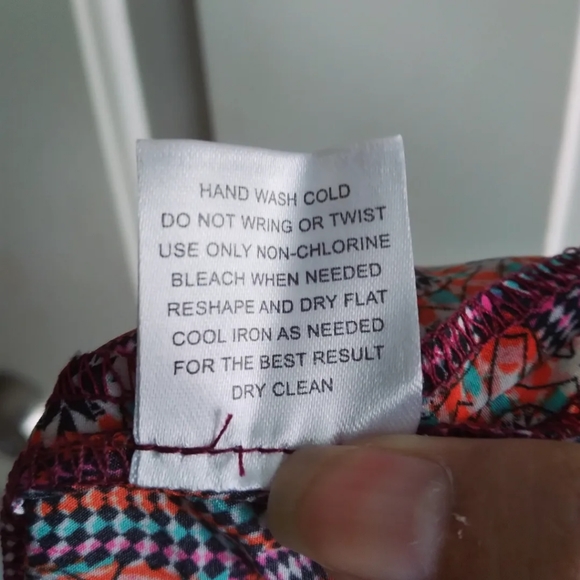 HAND WASH COLD
DO NOT WRING OR TWIST
USE ONLY NON-CHLORINE
BLEACH WHEN NEEDED
RESHAPE AND DRY FLAT
COOL IRON AS NEEDED
FOR THE BEST RESULT
DRY CLEAN